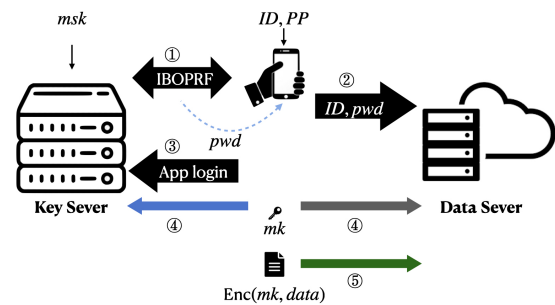 msk
ID, PP
①
IBOPRF
②
ID, pwd
pwd
③
App login
Key Sever
Data Sever
④
mk
④
⑤
Enc(mk, data)